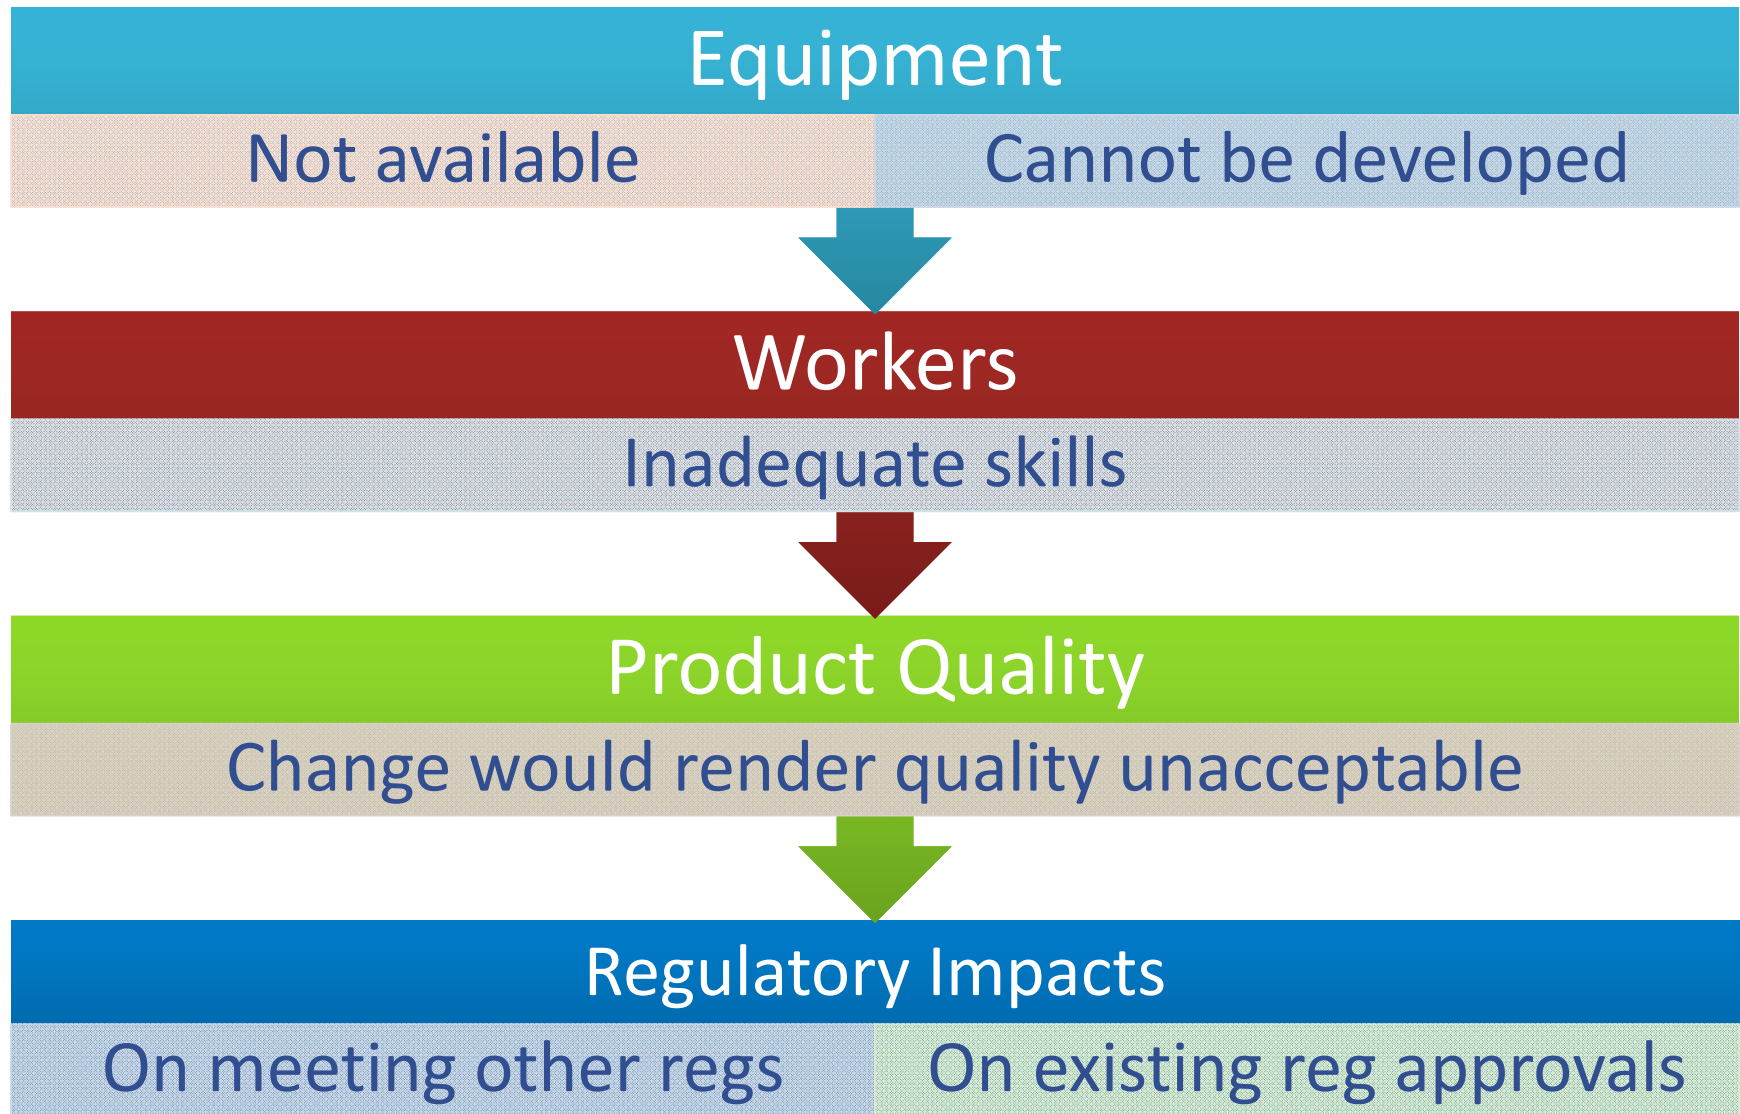 Equipment
Not available
Cannot be developed
Workers
Inadequate skills
Product Quality
Change would render quality unacceptable
Regulatory Impacts
On meeting other regs
On existing reg approvals